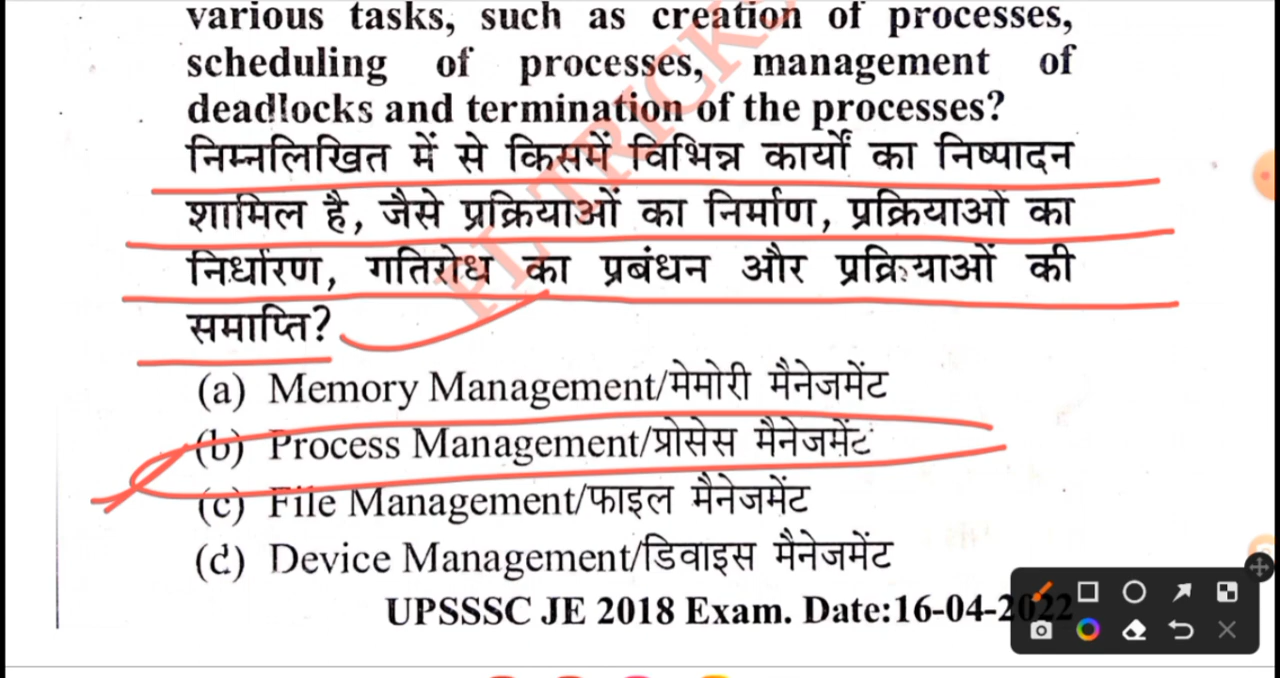 various tasks, such as creation of processes,
scheduling of processes, management of
deadlocks and termination of the processes?
निम्नलिखित में से किसमें विभिन्न कार्यों का निष्पादन
शामिल है, जैसे प्रक्रियाओं का निर्माण, प्रक्रियाओं का
निर्धारण, गतिरोध का प्रबंधन और प्रक्रियाओं की
समाप्ति?
(a) Memory Management/मेमोरी मैनेजमेंट
(b) Process Management/प्रोसेस मैनेजमेंट
(c) File Management/फाइल मैनेजमेंट
(d) Device Management/डिवाइस मैनेजमेंट
UPSSSC JE 2018 Exam. Date:16-04-2022